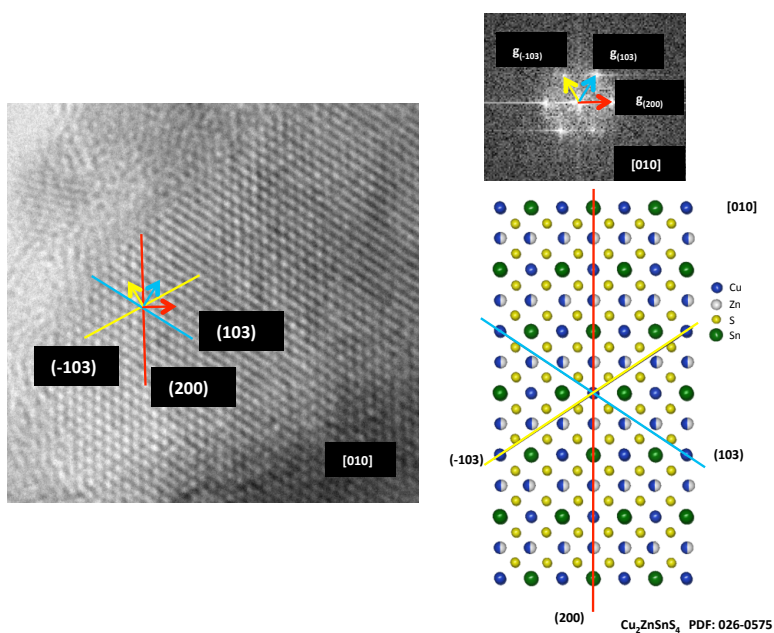 g(-103)
g(103)
g(200)
[010]
(103)
(-103)
(200)
[010]
[010]
Cu
Zn
S
Sn
(-103)
(103)
(200)
Cu2ZnSnS4 PDF: 026-0575